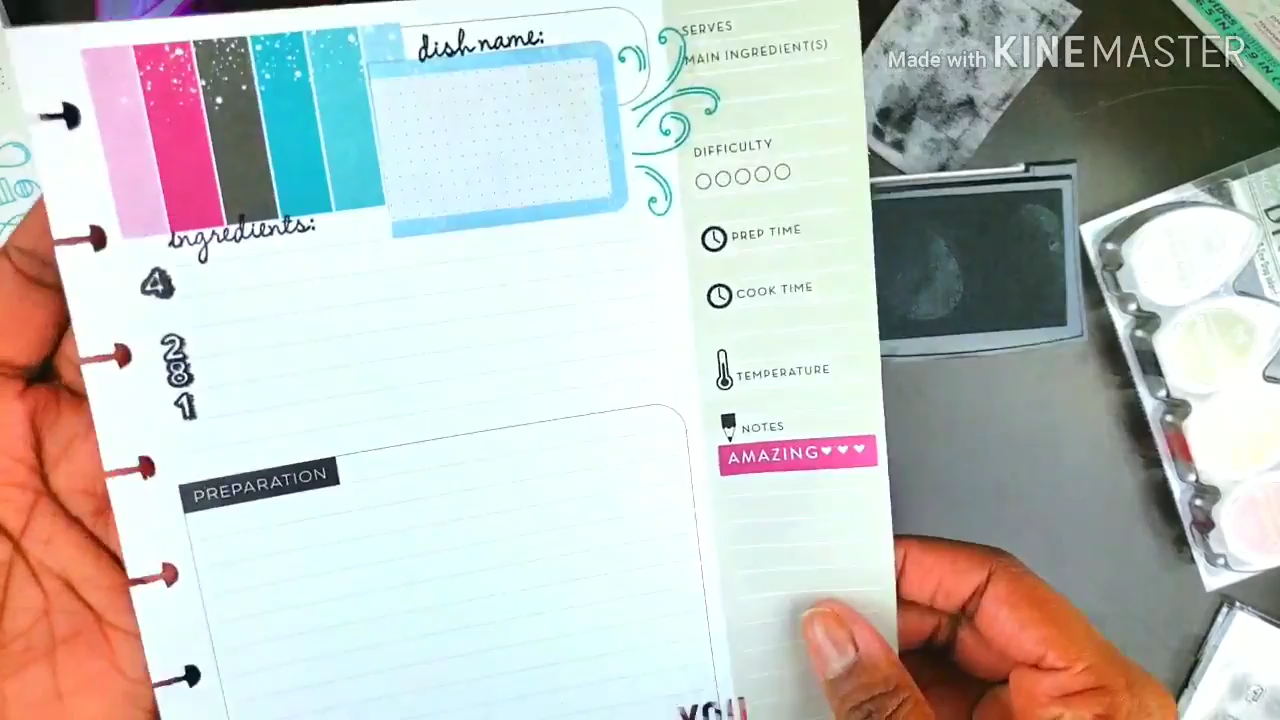 Made with KINEMASTER
dish name:
SERVES
MAIN INGREDIENT(S)
DIFFICULTY
PREP TIME
COOK TIME
TEMPERATURE
NOTES
AMAZING♥♥♥
ingredients:
4
2
8
1
PREPARATION
YOU